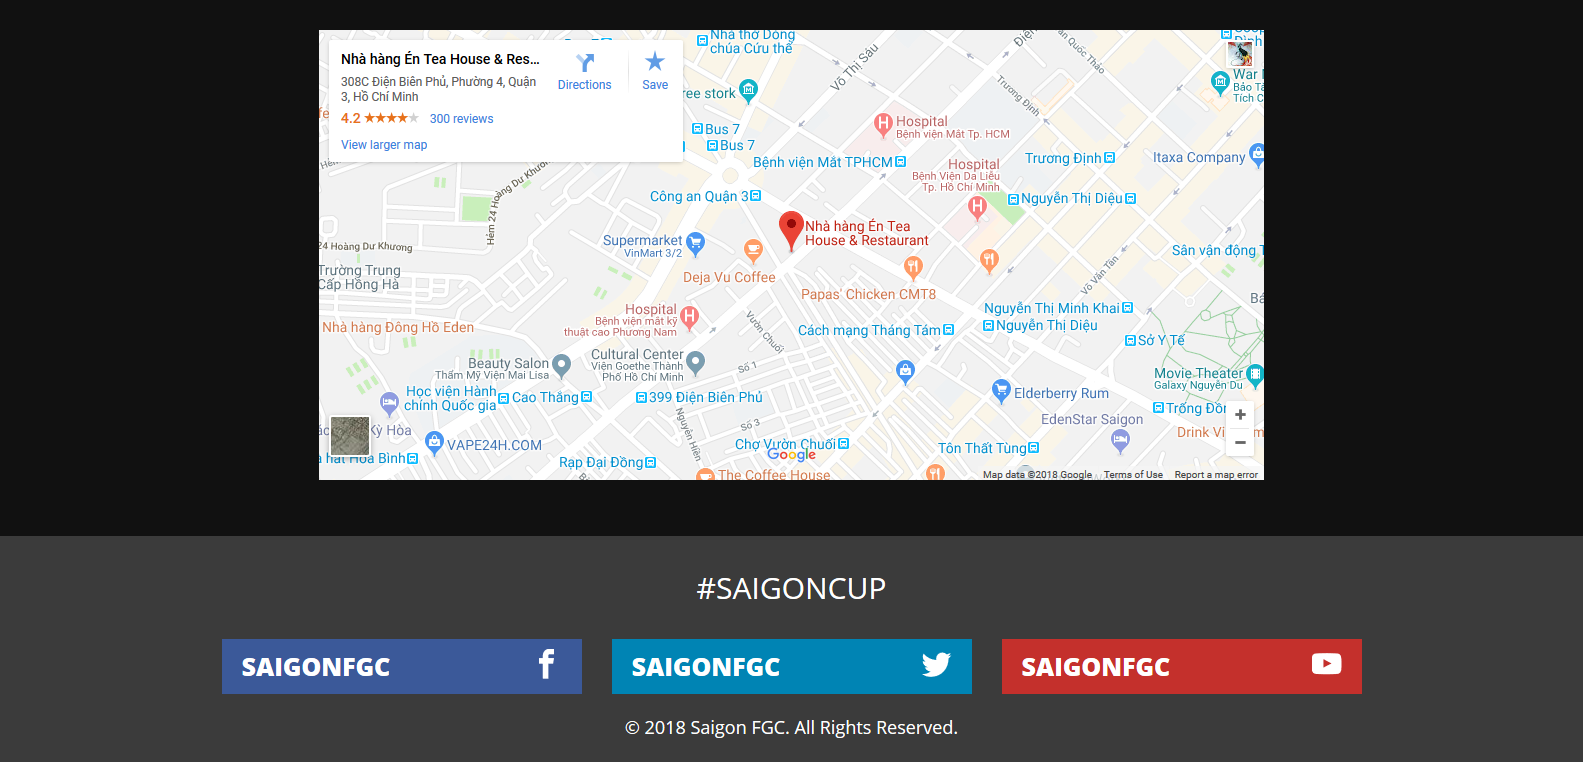 Nhà hàng Én Tea House & Res...
308C Điện Biên Phủ, Phường 4, Quận
3, Hồ Chí Minh
4.2
300 reviews
View larger map
Directions
Save
Nhà thờ Dòng
chúa Cứu thế
Võ Thị Sáu
Điện
Trương Định
War
Bảo Tà
Tích C
ree stork
Bus 7
Bus 7
Hospital
Bệnh viện Mắt Tp. HCM
Bệnh viện Mắt TPHCM
Hospital
Bệnh Viện Da Liễu
Tp. Hồ Chí Minh
Trương Định
Itaxa Company
Công an Quận 3
Nguyễn Thị Diệu
Hẻm 24 Hoàng Dư Khương
24 Hoàng Dư Khương
Nhà hàng Én Tea
House & Restaurant
Supermarket
VinMart 3/2
Sân vận động T
Trường Trung
Cấp Hồng Hà
Deja Vu Coffee
Võ Văn Tần
Papas' Chicken CMT8
Hospital
Bệnh viện mắt kỹ
thuật cao Phương Nam
Nguyễn Thị Minh Khai
Nguyễn Thị Diệu
Nhà hàng Đông Hồ Eden
Vườn Chuối
Cách mạng Tháng Tám
Sở Y Tế
Beauty Salon
Thẩm Mỹ Viện Mai Lisa
Cultural Center
Viện Goethe Thành
Phố Hồ Chí Minh
Số 1
Movie Theater
Galaxy Nguyễn Du
Học viện Hành
chính Quốc gia
Cao Thắng
399 Điện Biên Phủ
Elderberry Rum
Trống Đồn
EdenStar Saigon
Kỳ Hòa
VAPE24H.COM
Nguyễn Hiền
Chợ Vườn Chuối
Google
Tôn Thất Tùng
Drink Vi
m
à hát Hòa Bình
Rạp Đại Đồng
The Coffee House
Map data ©2018 Google
Terms of Use
Report a map error
#SAIGONCUP
SAIGONFGC
SAIGONFGC
SAIGONFGC
© 2018 Saigon FGC. All Rights Reserved.